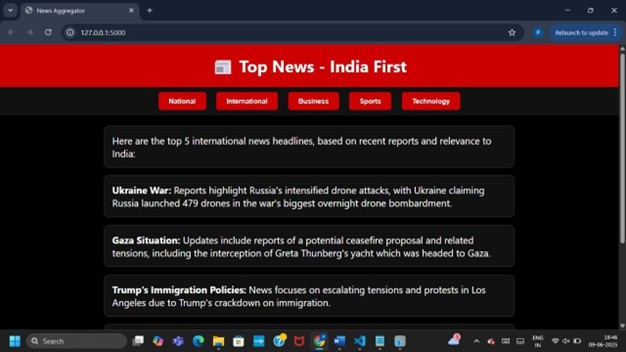 News Aggregator
127.0.0.1:5000
Relaunch to update
Top News - India First
National
International
Business
Sports
Technology
Here are the top 5 international news headlines, based on recent reports and relevance to
India:
Ukraine War: Reports highlight Russia's intensified drone attacks, with Ukraine claiming
Russia launched 479 drones in the war's biggest overnight drone bombardment.
Gaza Situation: Updates include reports of a potential ceasefire proposal and related
tensions, including the interception of Greta Thunberg's yacht which was headed to Gaza.
Trump's Immigration Policies: News focuses on escalating tensions and protests in Los
Angeles due to Trump's crackdown on immigration.
Search
ENG
IN
19:46
09-06-2025